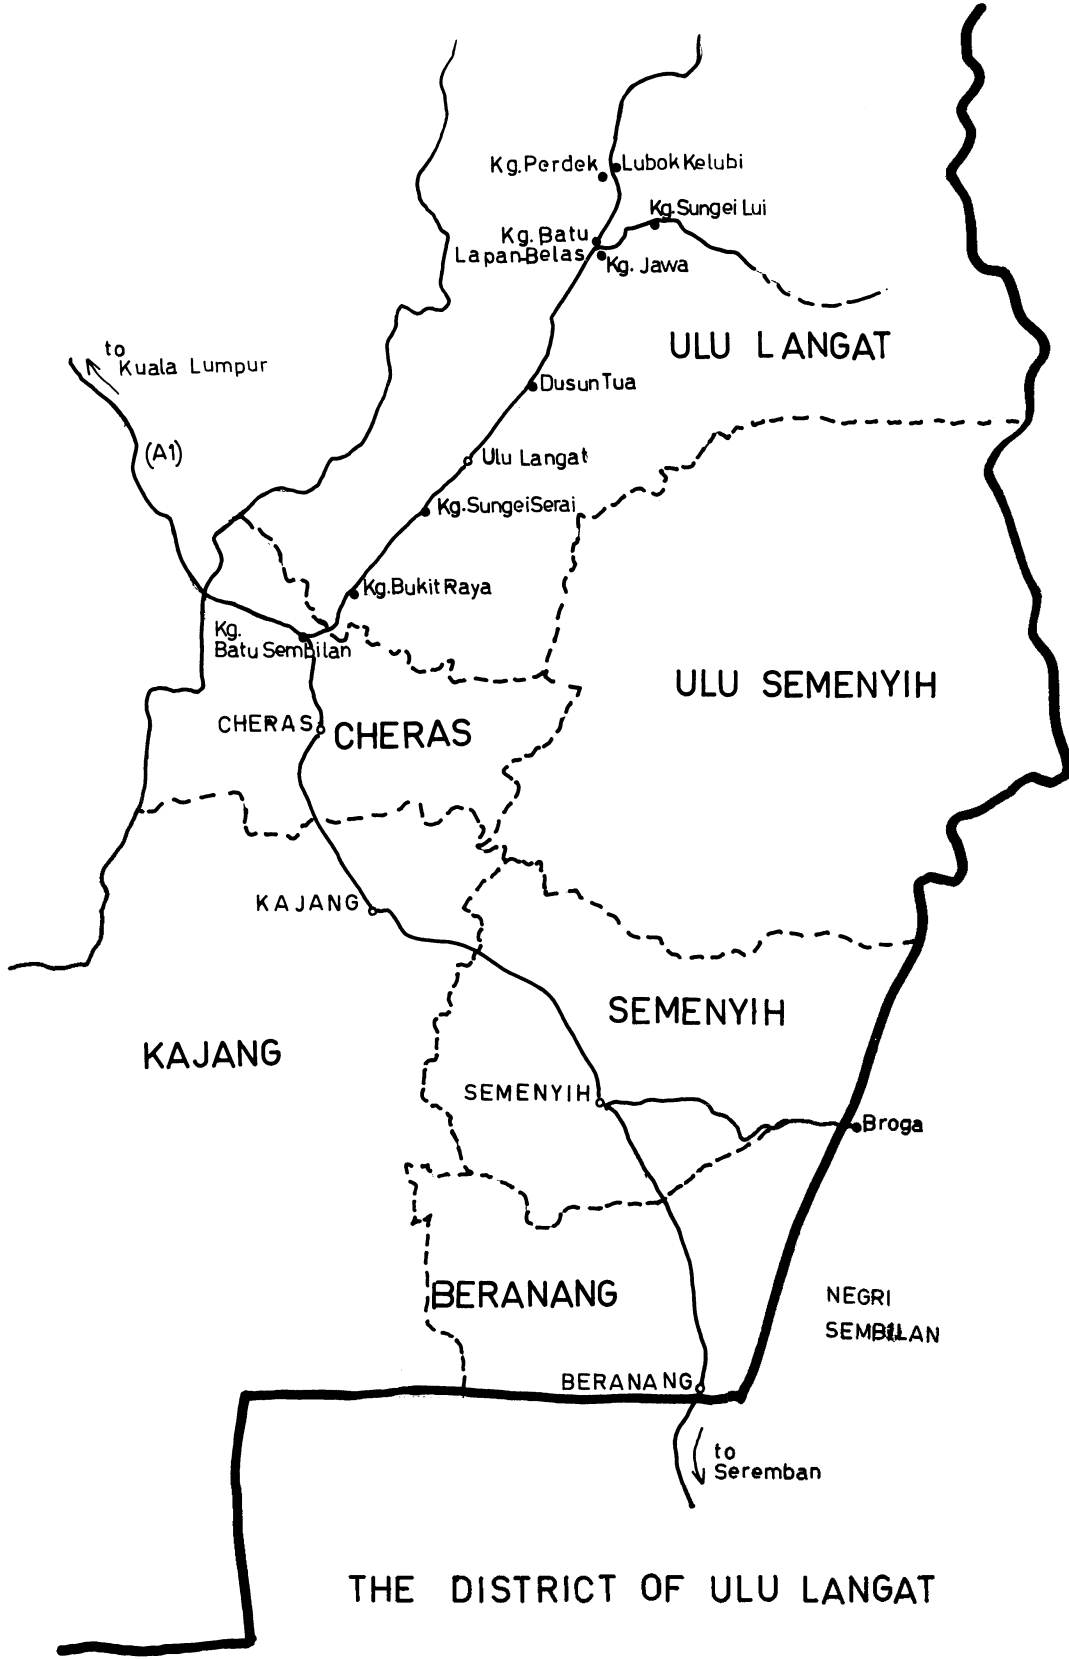 Kg.Perdek
Lubok Kelubi
Kg.Sungei Lui
Kg. Batu
Lapan-Belas
Kg. Jawa
ULU LANGAT
to
Kuala Lumpur
Dusun Tua
(A1)
Ulu Langat
Kg.Sungei Serai
Kg.Bukit Raya
Kg.
Batu Sembilan
ULU SEMENYIH
CHERAS
CHERAS
KAJANG
SEMENYIH
KAJANG
SEMENYIH
Broga
BERANANG
NEGRI
SEMBILAN
BERANANG
to
Seremban
THE DISTRICT OF ULU LANGAT